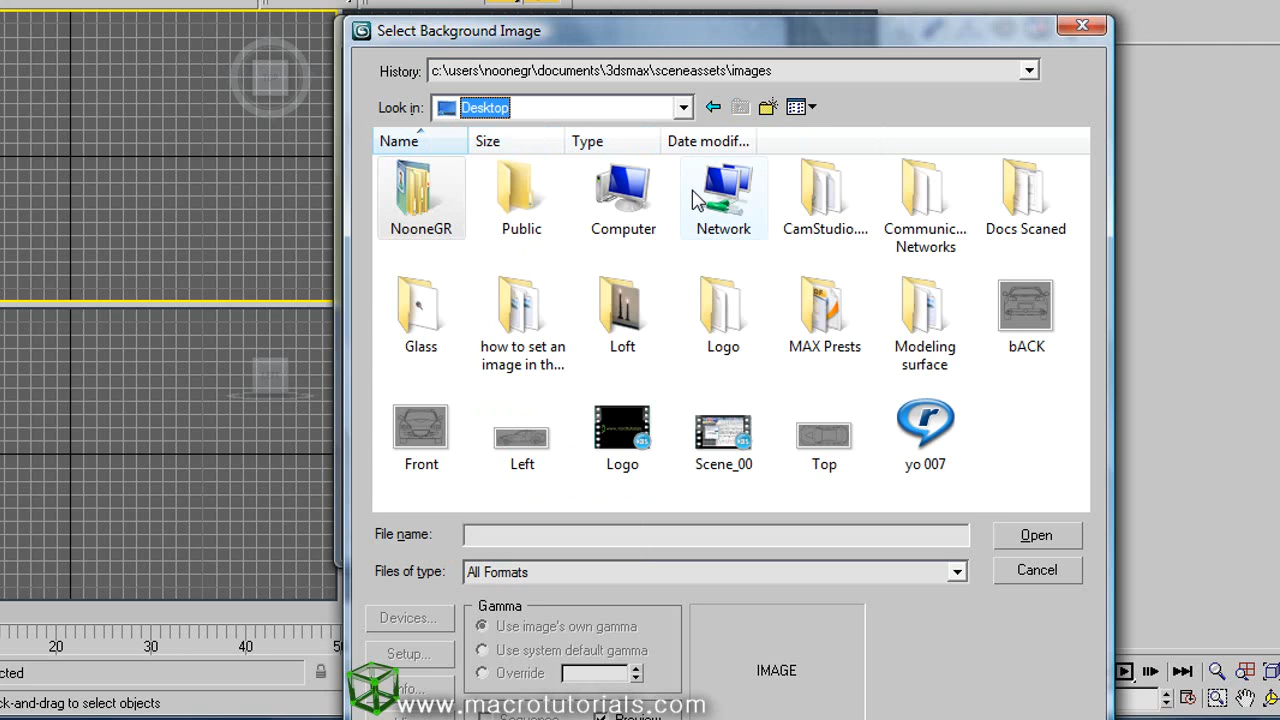 Select Background Image
History: c:\users\noonegr\documents\3dsmax\sceneassets\images
Look in: Desktop
Name Size Type Date modif...
NooneGR Public Computer Network CamStudio.... Communic... Networks Docs Scaned
Glass how to set an image in th... Loft Logo MAX Prests Modeling surface bACK
Front Left Logo Scene_00 Top yo 007
File name: Open
Files of type: All Formats Cancel
Devices... Gamma
Use image's own gamma
Setup... Use system default gamma
Override IMAGE
20 30 40
cted
ck-and-drag to select objects
www.macrotutorials.com
Preview